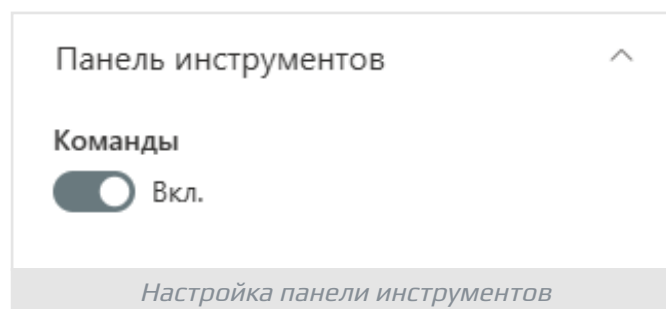 Панель инструментов
Команды
Вкл.
Настройка панели инструментов